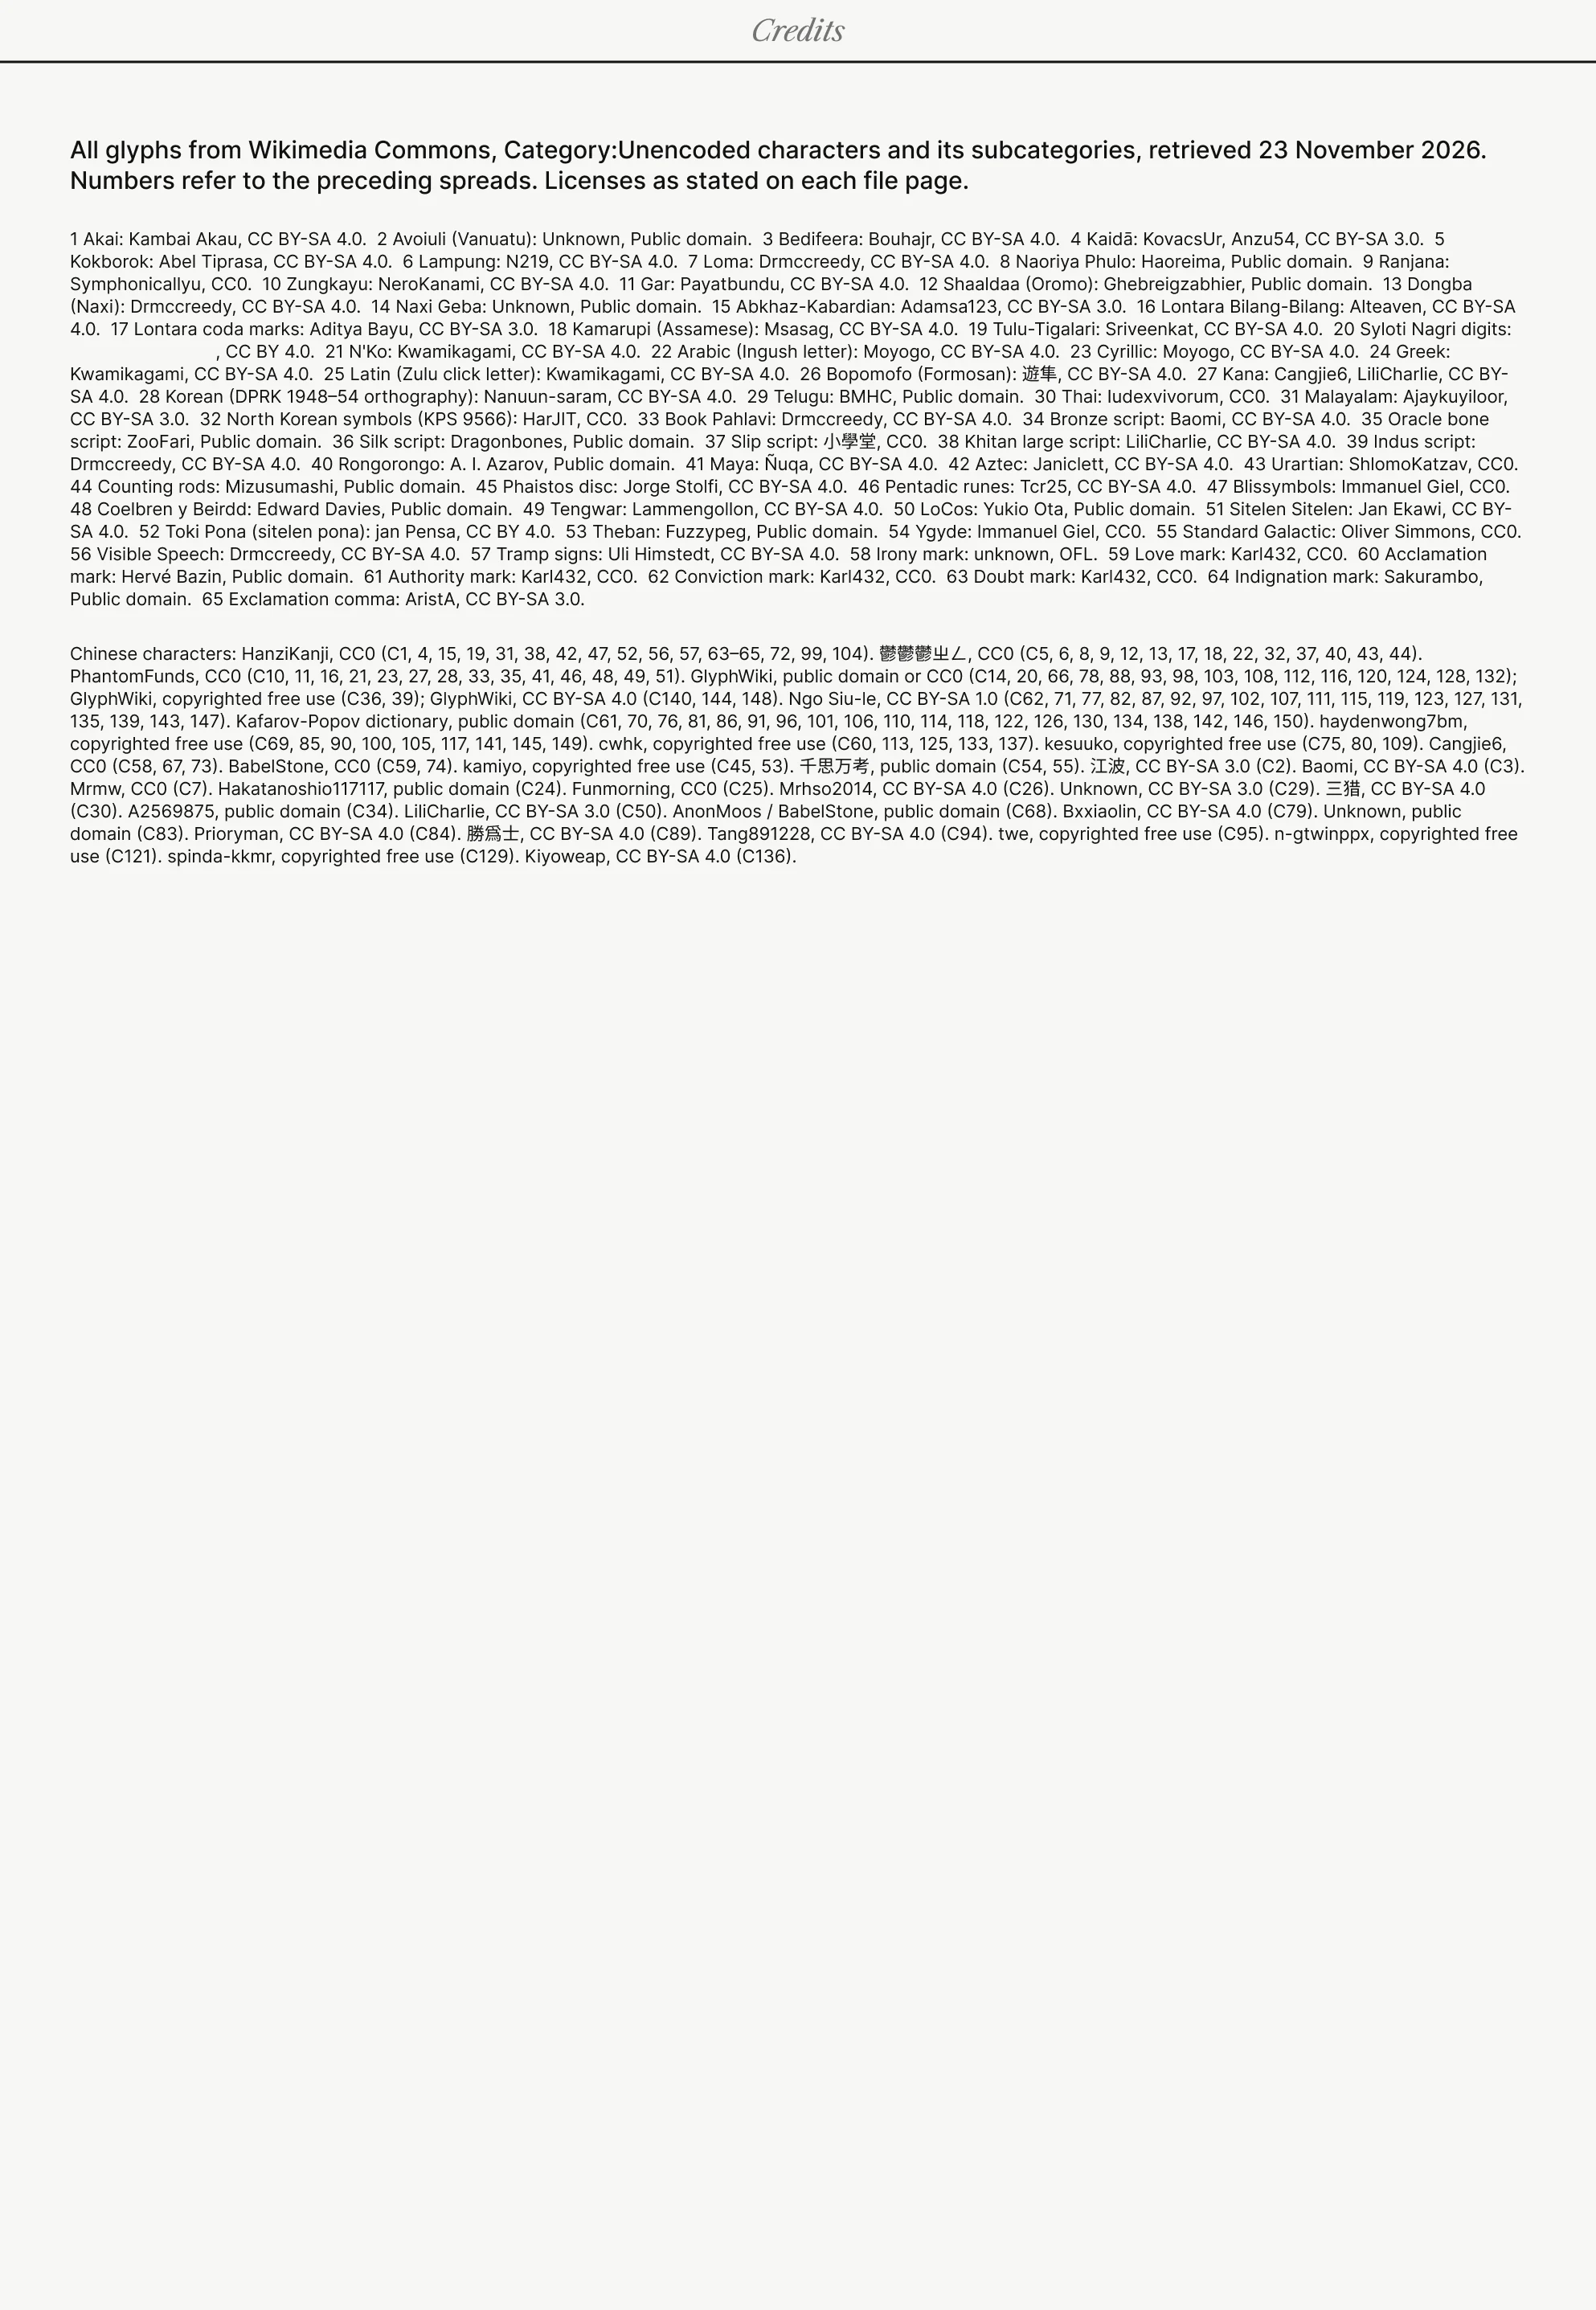 Credits
All glyphs from Wikimedia Commons, Category:Unencoded characters and its subcategories, retrieved 23 November 2026.
Numbers refer to the preceding spreads. Licenses as stated on each file page.
1 Akai: Kambai Akau, CC BY-SA 4.0.  2 Avoiuli (Vanuatu): Unknown, Public domain.  3 Bedifeera: Bouhajr, CC BY-SA 4.0.  4 Kaidā: KovacsUr, Anzu54, CC BY-SA 3.0.  5
Kokborok: Abel Tiprasa, CC BY-SA 4.0.  6 Lampung: N219, CC BY-SA 4.0.  7 Loma: Drmccreedy, CC BY-SA 4.0.  8 Naoriya Phulo: Haoreima, Public domain.  9 Ranjana:
Symphonicallyu, CC0.  10 Zungkayu: NeroKanami, CC BY-SA 4.0.  11 Gar: Payatbundu, CC BY-SA 4.0.  12 Shaaldaa (Oromo): Ghebreigzabhier, Public domain.  13 Dongba
(Naxi): Drmccreedy, CC BY-SA 4.0.  14 Naxi Geba: Unknown, Public domain.  15 Abkhaz-Kabardian: Adamsa123, CC BY-SA 3.0.  16 Lontara Bilang-Bilang: Alteaven, CC BY-SA
4.0.  17 Lontara coda marks: Aditya Bayu, CC BY-SA 3.0.  18 Kamarupi (Assamese): Msasag, CC BY-SA 4.0.  19 Tulu-Tigalari: Sriveenkat, CC BY-SA 4.0.  20 Syloti Nagri digits:
, CC BY 4.0.  21 N'Ko: Kwamikagami, CC BY-SA 4.0.  22 Arabic (Ingush letter): Moyogo, CC BY-SA 4.0.  23 Cyrillic: Moyogo, CC BY-SA 4.0.  24 Greek:
Kwamikagami, CC BY-SA 4.0.  25 Latin (Zulu click letter): Kwamikagami, CC BY-SA 4.0.  26 Bopomofo (Formosan): 遊隼, CC BY-SA 4.0.  27 Kana: Cangjie6, LiliCharlie, CC BY-
SA 4.0.  28 Korean (DPRK 1948–54 orthography): Nanuun-saram, CC BY-SA 4.0.  29 Telugu: BMHC, Public domain.  30 Thai: Iudexvivorum, CC0.  31 Malayalam: Ajaykuyiloor,
CC BY-SA 3.0.  32 North Korean symbols (KPS 9566): HarJIT, CC0.  33 Book Pahlavi: Drmccreedy, CC BY-SA 4.0.  34 Bronze script: Baomi, CC BY-SA 4.0.  35 Oracle bone
script: ZooFari, Public domain.  36 Silk script: Dragonbones, Public domain.  37 Slip script: 小學堂, CC0.  38 Khitan large script: LiliCharlie, CC BY-SA 4.0.  39 Indus script:
Drmccreedy, CC BY-SA 4.0.  40 Rongorongo: A. I. Azarov, Public domain.  41 Maya: Ñuqa, CC BY-SA 4.0.  42 Aztec: Janiclett, CC BY-SA 4.0.  43 Urartian: ShlomoKatzav, CC0.
44 Counting rods: Mizusumashi, Public domain.  45 Phaistos disc: Jorge Stolfi, CC BY-SA 4.0.  46 Pentadic runes: Tcr25, CC BY-SA 4.0.  47 Blissymbols: Immanuel Giel, CC0.
48 Coelbren y Beirdd: Edward Davies, Public domain.  49 Tengwar: Lammengollon, CC BY-SA 4.0.  50 LoCos: Yukio Ota, Public domain.  51 Sitelen Sitelen: Jan Ekawi, CC BY-
SA 4.0.  52 Toki Pona (sitelen pona): jan Pensa, CC BY 4.0.  53 Theban: Fuzzypeg, Public domain.  54 Ygyde: Immanuel Giel, CC0.  55 Standard Galactic: Oliver Simmons, CC0.
56 Visible Speech: Drmccreedy, CC BY-SA 4.0.  57 Tramp signs: Uli Himstedt, CC BY-SA 4.0.  58 Irony mark: unknown, OFL.  59 Love mark: Karl432, CC0.  60 Acclamation
mark: Hervé Bazin, Public domain.  61 Authority mark: Karl432, CC0.  62 Conviction mark: Karl432, CC0.  63 Doubt mark: Karl432, CC0.  64 Indignation mark: Sakurambo,
Public domain.  65 Exclamation comma: AristA, CC BY-SA 3.0.
Chinese characters: HanziKanji, CC0 (C1, 4, 15, 19, 31, 38, 42, 47, 52, 56, 57, 63–65, 72, 99, 104). 鬱鬱鬱ㄓㄥ, CC0 (C5, 6, 8, 9, 12, 13, 17, 18, 22, 32, 37, 40, 43, 44).
PhantomFunds, CC0 (C10, 11, 16, 21, 23, 27, 28, 33, 35, 41, 46, 48, 49, 51). GlyphWiki, public domain or CC0 (C14, 20, 66, 78, 88, 93, 98, 103, 108, 112, 116, 120, 124, 128, 132);
GlyphWiki, copyrighted free use (C36, 39); GlyphWiki, CC BY-SA 4.0 (C140, 144, 148). Ngo Siu-le, CC BY-SA 1.0 (C62, 71, 77, 82, 87, 92, 97, 102, 107, 111, 115, 119, 123, 127, 131,
135, 139, 143, 147). Kafarov-Popov dictionary, public domain (C61, 70, 76, 81, 86, 91, 96, 101, 106, 110, 114, 118, 122, 126, 130, 134, 138, 142, 146, 150). haydenwong7bm,
copyrighted free use (C69, 85, 90, 100, 105, 117, 141, 145, 149). cwhk, copyrighted free use (C60, 113, 125, 133, 137). kesuuko, copyrighted free use (C75, 80, 109). Cangjie6,
CC0 (C58, 67, 73). BabelStone, CC0 (C59, 74). kamiyo, copyrighted free use (C45, 53). 千思万考, public domain (C54, 55). 江波, CC BY-SA 3.0 (C2). Baomi, CC BY-SA 4.0 (C3).
Mrmw, CC0 (C7). Hakatanoshio117117, public domain (C24). Funmorning, CC0 (C25). Mrhso2014, CC BY-SA 4.0 (C26). Unknown, CC BY-SA 3.0 (C29). 三猎, CC BY-SA 4.0
(C30). A2569875, public domain (C34). LiliCharlie, CC BY-SA 3.0 (C50). AnonMoos / BabelStone, public domain (C68). Bxxiaolin, CC BY-SA 4.0 (C79). Unknown, public
domain (C83). Prioryman, CC BY-SA 4.0 (C84). 勝爲士, CC BY-SA 4.0 (C89). Tang891228, CC BY-SA 4.0 (C94). twe, copyrighted free use (C95). n-gtwinppx, copyrighted free
use (C121). spinda-kkmr, copyrighted free use (C129). Kiyoweap, CC BY-SA 4.0 (C136).